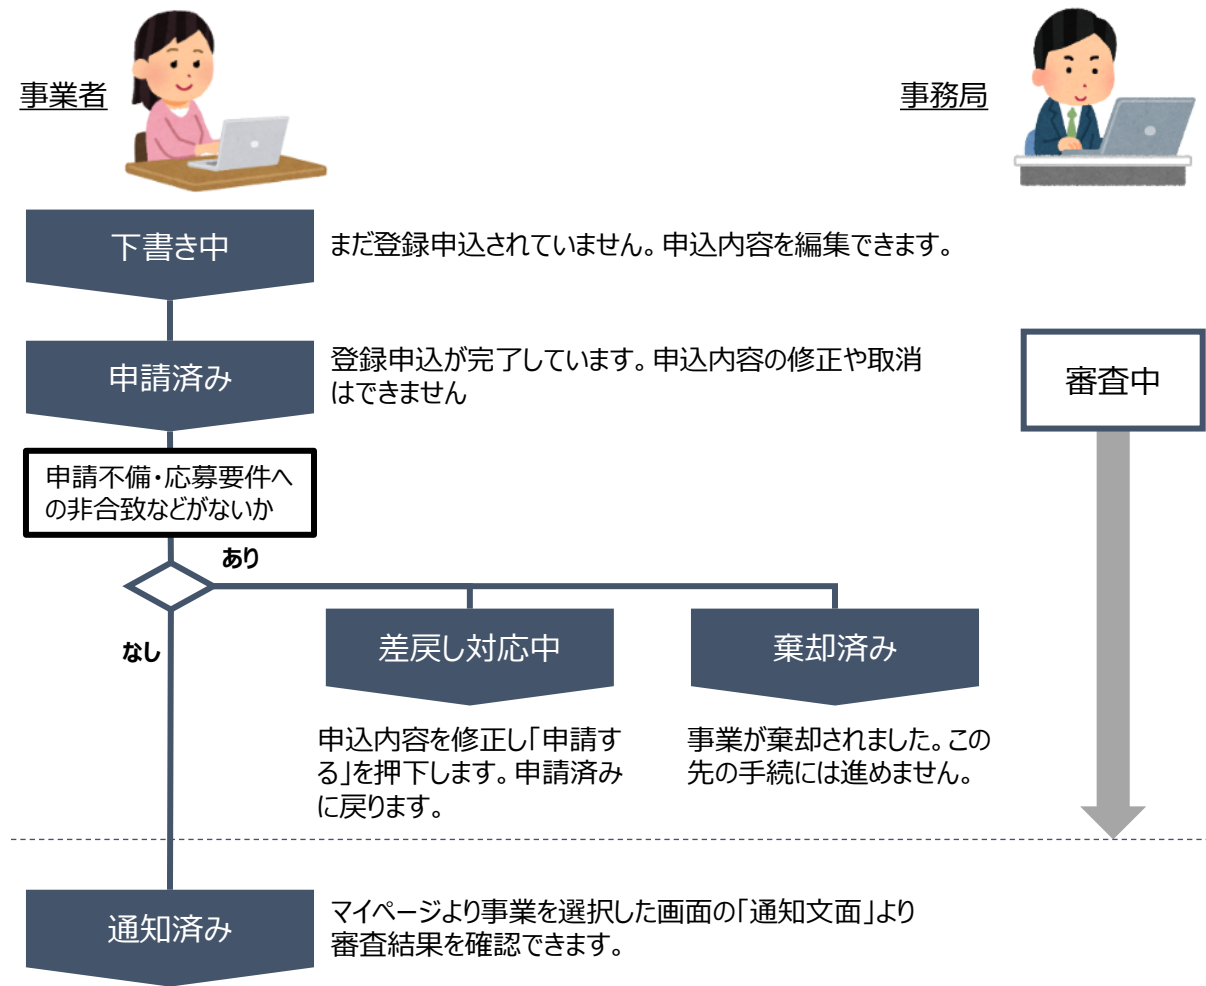 事業者
事務局
下書き中
まだ登録申込されていません。申込内容を編集できます。
申請済み
登録申込が完了しています。申込内容の修正や取消
はできません
審査中
申請不備・応募要件へ
の非合致などがないか
あり
なし
差戻し対応中
棄却済み
申込内容を修正し「申請す
る」を押下します。申請済み
に戻ります。
事業が棄却されました。この
先の手続には進めません。
通知済み
マイページより事業を選択した画面の「通知文面」より
審査結果を確認できます。